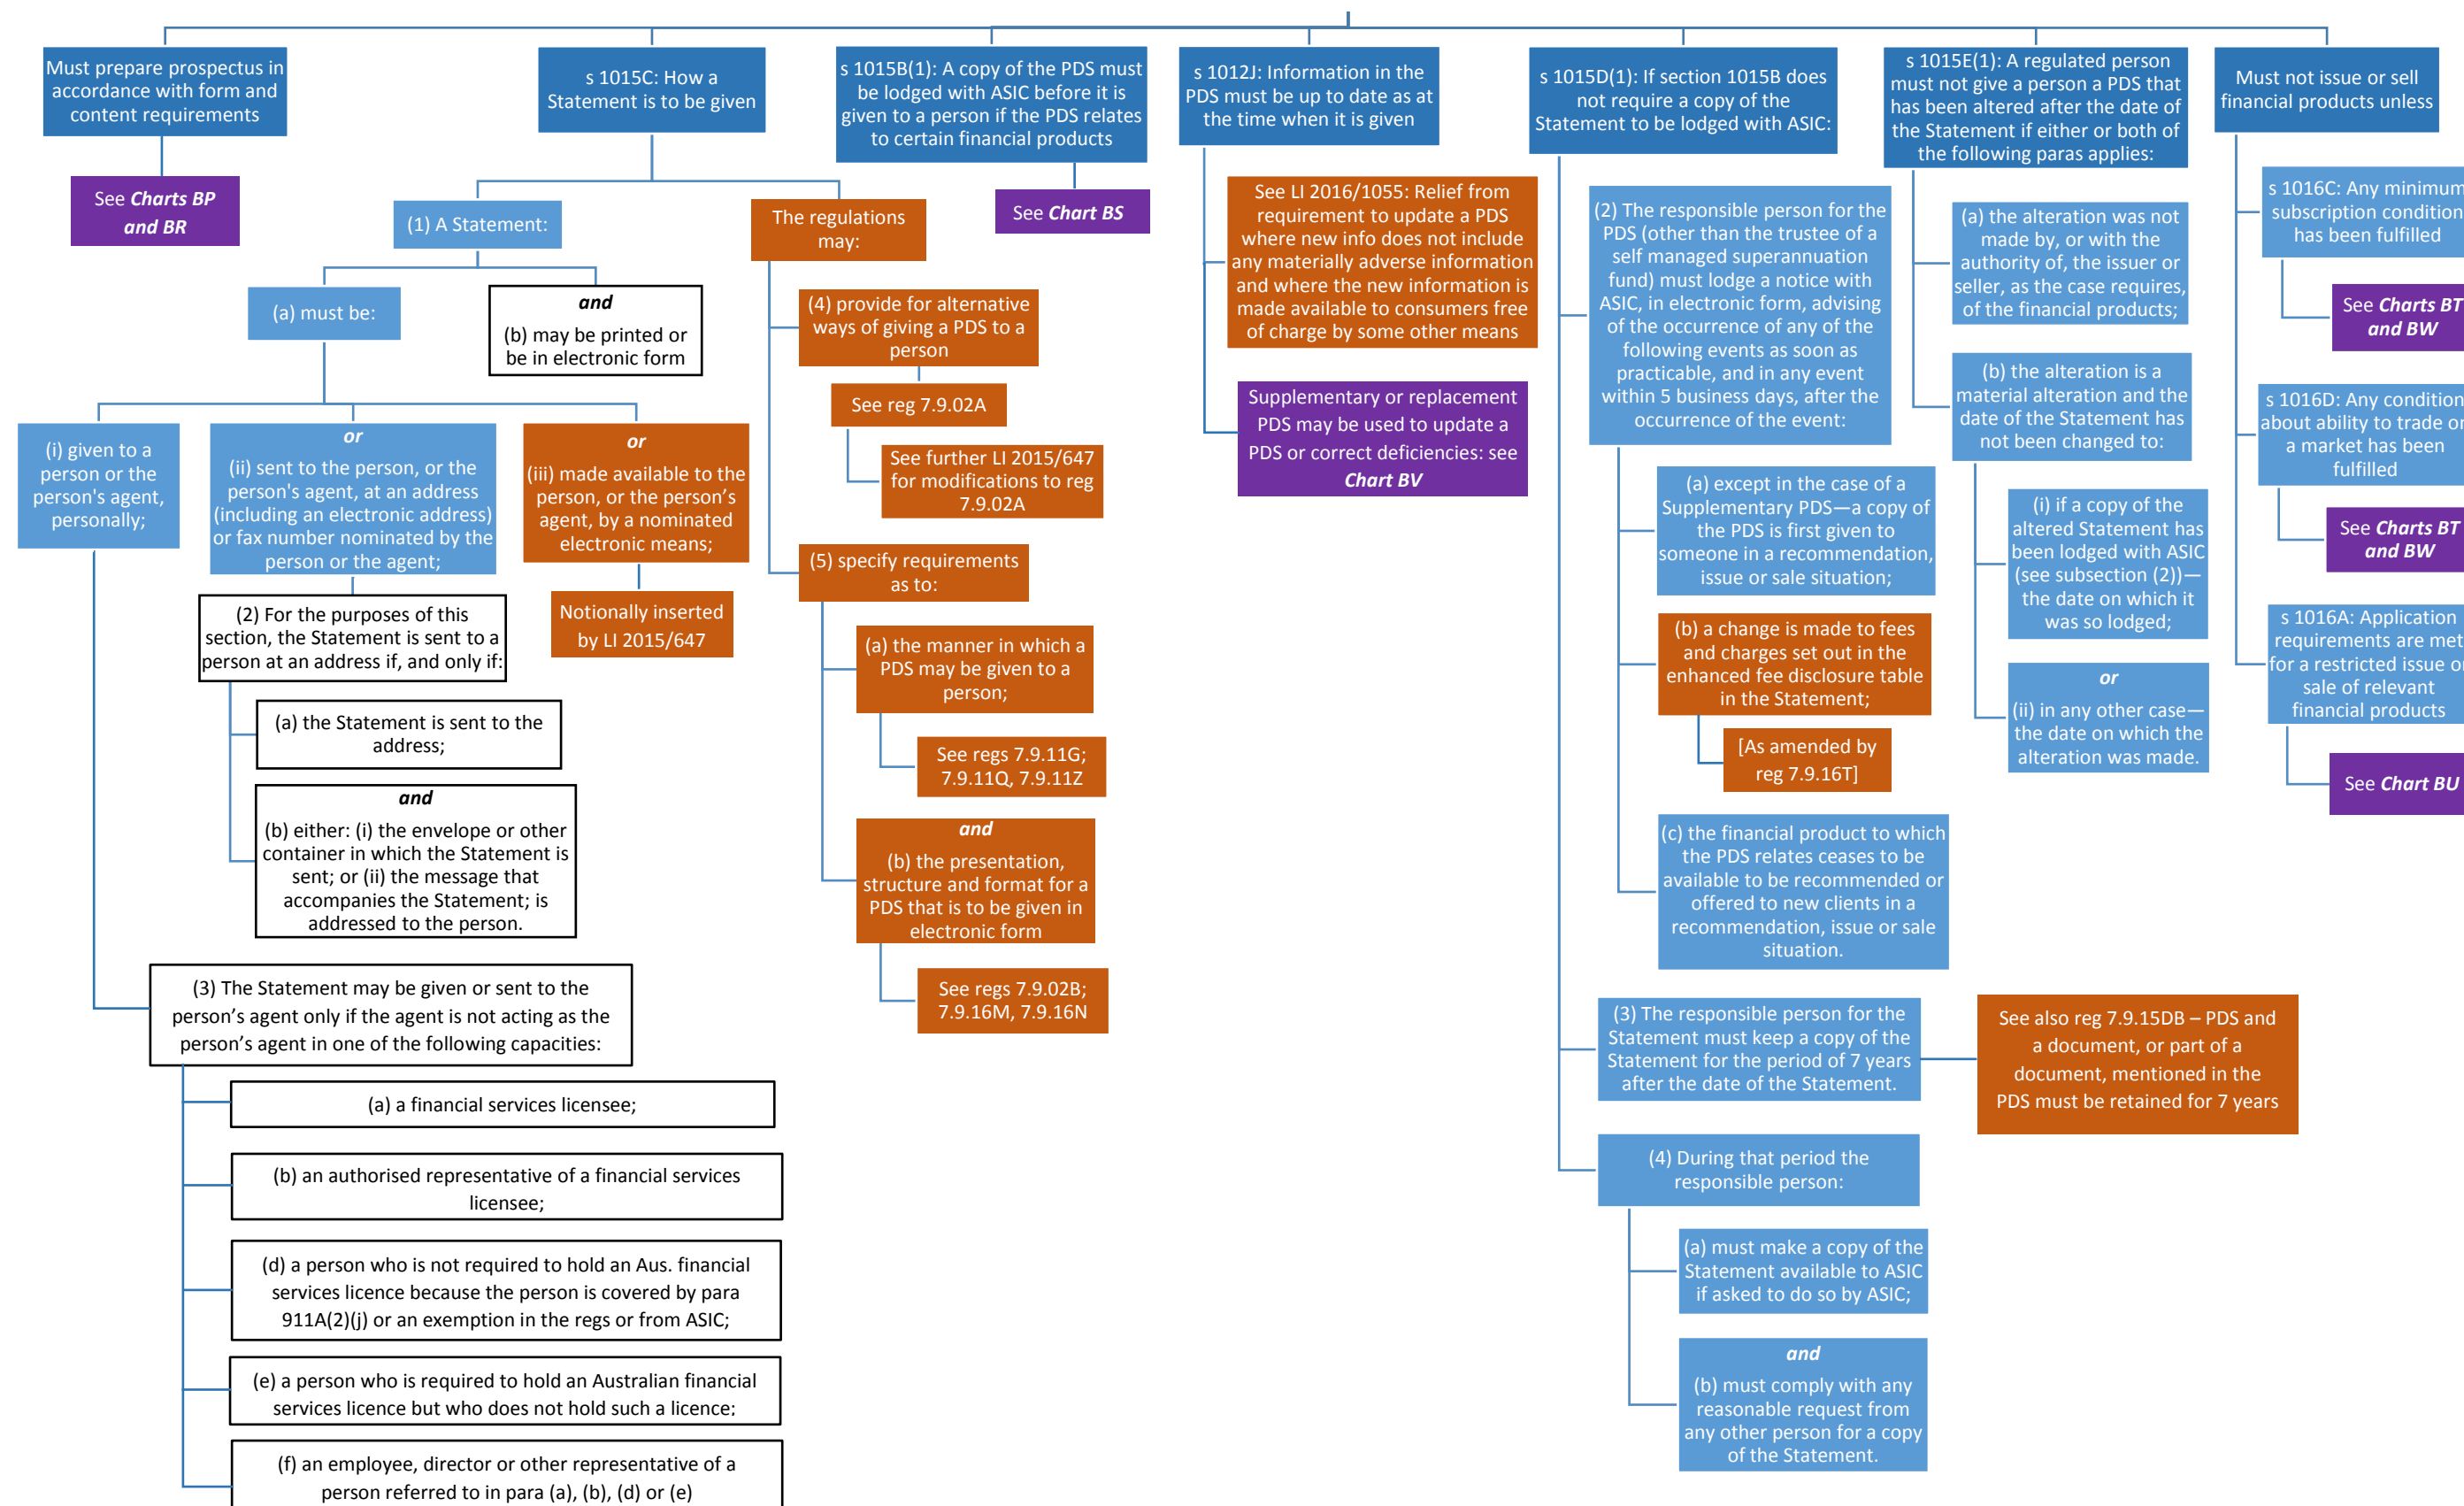 Must prepare prospectus in
accordance with form and
content requirements
See Charts BP
and BR
s 1015C: How a
Statement is to be given
(1) A Statement:
(a) must be:
and
(b) may be printed or
be in electronic form
(i) given to a
person or the
person's agent,
personally;
or
(ii) sent to the person, or the
person's agent, at an address
(including an electronic address)
or fax number nominated by the
person or the agent;
or
(iii) made available to the
person, or the person’s
agent, by a nominated
electronic means;
Notionally inserted
by LI 2015/647
(2) For the purposes of this
section, the Statement is sent to a
person at an address if, and only if:
(a) the Statement is sent to the
address;
and
(b) either: (i) the envelope or other
container in which the Statement is
sent; or (ii) the message that
accompanies the Statement; is
addressed to the person.
(3) The Statement may be given or sent to the
person’s agent only if the agent is not acting as the
person’s agent in one of the following capacities:
(a) a financial services licensee;
(b) an authorised representative of a financial services
licensee;
(d) a person who is not required to hold an Aus. financial
services licence because the person is covered by para
911A(2)(j) or an exemption in the regs or from ASIC;
(e) a person who is required to hold an Australian financial
services licence but who does not hold such a licence;
(f) an employee, director or other representative of a
person referred to in para (a), (b), (d) or (e)
The regulations
may:
(4) provide for alternative
ways of giving a PDS to a
person
See reg 7.9.02A
See further LI 2015/647
for modifications to reg
7.9.02A
(5) specify requirements
as to:
(a) the manner in which a
PDS may be given to a
person;
See regs 7.9.11G;
7.9.11Q, 7.9.11Z
and
(b) the presentation,
structure and format for a
PDS that is to be given in
electronic form
See regs 7.9.02B;
7.9.16M, 7.9.16N
s 1015B(1): A copy of the PDS must
be lodged with ASIC before it is
given to a person if the PDS relates
to certain financial products
See Chart BS
s 1012J: Information in the
PDS must be up to date as at
the time when it is given
See LI 2016/1055: Relief from
requirement to update a PDS
where new info does not include
any materially adverse information
and where the new information is
made available to consumers free
of charge by some other means
Supplementary or replacement
PDS may be used to update a
PDS or correct deficiencies: see
Chart BV
s 1015D(1): If section 1015B does
not require a copy of the
Statement to be lodged with ASIC:
(2) The responsible person for the
PDS (other than the trustee of a
self managed superannuation
fund) must lodge a notice with
ASIC, in electronic form, advising
of the occurrence of any of the
following events as soon as
practicable, and in any event
within 5 business days, after the
occurrence of the event:
(a) except in the case of a
Supplementary PDS—a copy of
the PDS is first given to
someone in a recommendation,
issue or sale situation;
(b) a change is made to fees
and charges set out in the
enhanced fee disclosure table
in the Statement;
[As amended by
reg 7.9.16T]
(c) the financial product to which
the PDS relates ceases to be
available to be recommended or
offered to new clients in a
recommendation, issue or sale
situation.
(3) The responsible person for the
Statement must keep a copy of the
Statement for the period of 7 years
after the date of the Statement.
See also reg 7.9.15DB – PDS and
a document, or part of a
document, mentioned in the
PDS must be retained for 7 years
(4) During that period the
responsible person:
(a) must make a copy of the
Statement available to ASIC
if asked to do so by ASIC;
and
(b) must comply with any
reasonable request from
any other person for a copy
of the Statement.
s 1015E(1): A regulated person
must not give a person a PDS that
has been altered after the date of
the Statement if either or both of
the following paras applies:
(a) the alteration was not
made by, or with the
authority of, the issuer or
seller, as the case requires,
of the financial products;
(b) the alteration is a
material alteration and the
date of the Statement has
not been changed to:
(i) if a copy of the
altered Statement has
been lodged with ASIC
(see subsection (2))—
the date on which it
was so lodged;
or
(ii) in any other case—
the date on which the
alteration was made.
Must not issue or sell
financial products unless
s 1016C: Any minimum
subscription condition
has been fulfilled
See Charts BT
and BW
s 1016D: Any condition
about ability to trade on
a market has been
fulfilled
See Charts BT
and BW
s 1016A: Application
requirements are met
for a restricted issue or
sale of relevant
financial products
See Chart BU